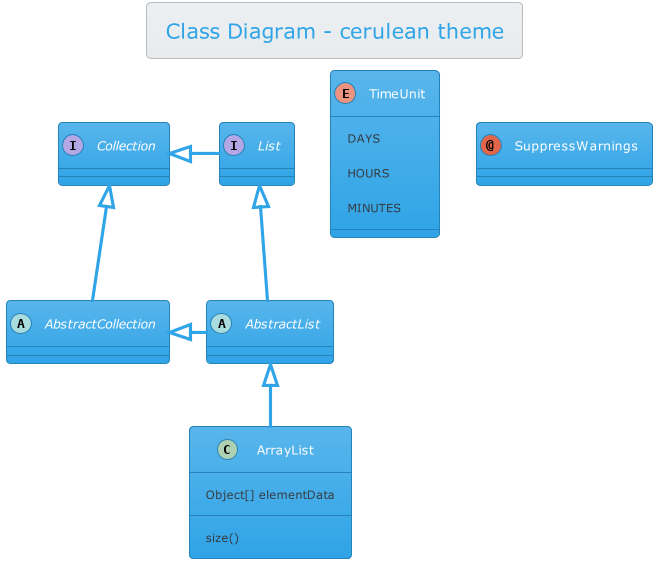 Class Diagram - cerulean theme
I Collection
I List
E TimeUnit
DAYS
HOURS
MINUTES
@ SuppressWarnings
A AbstractCollection
A AbstractList
C ArrayList
Object[] elementData
size()